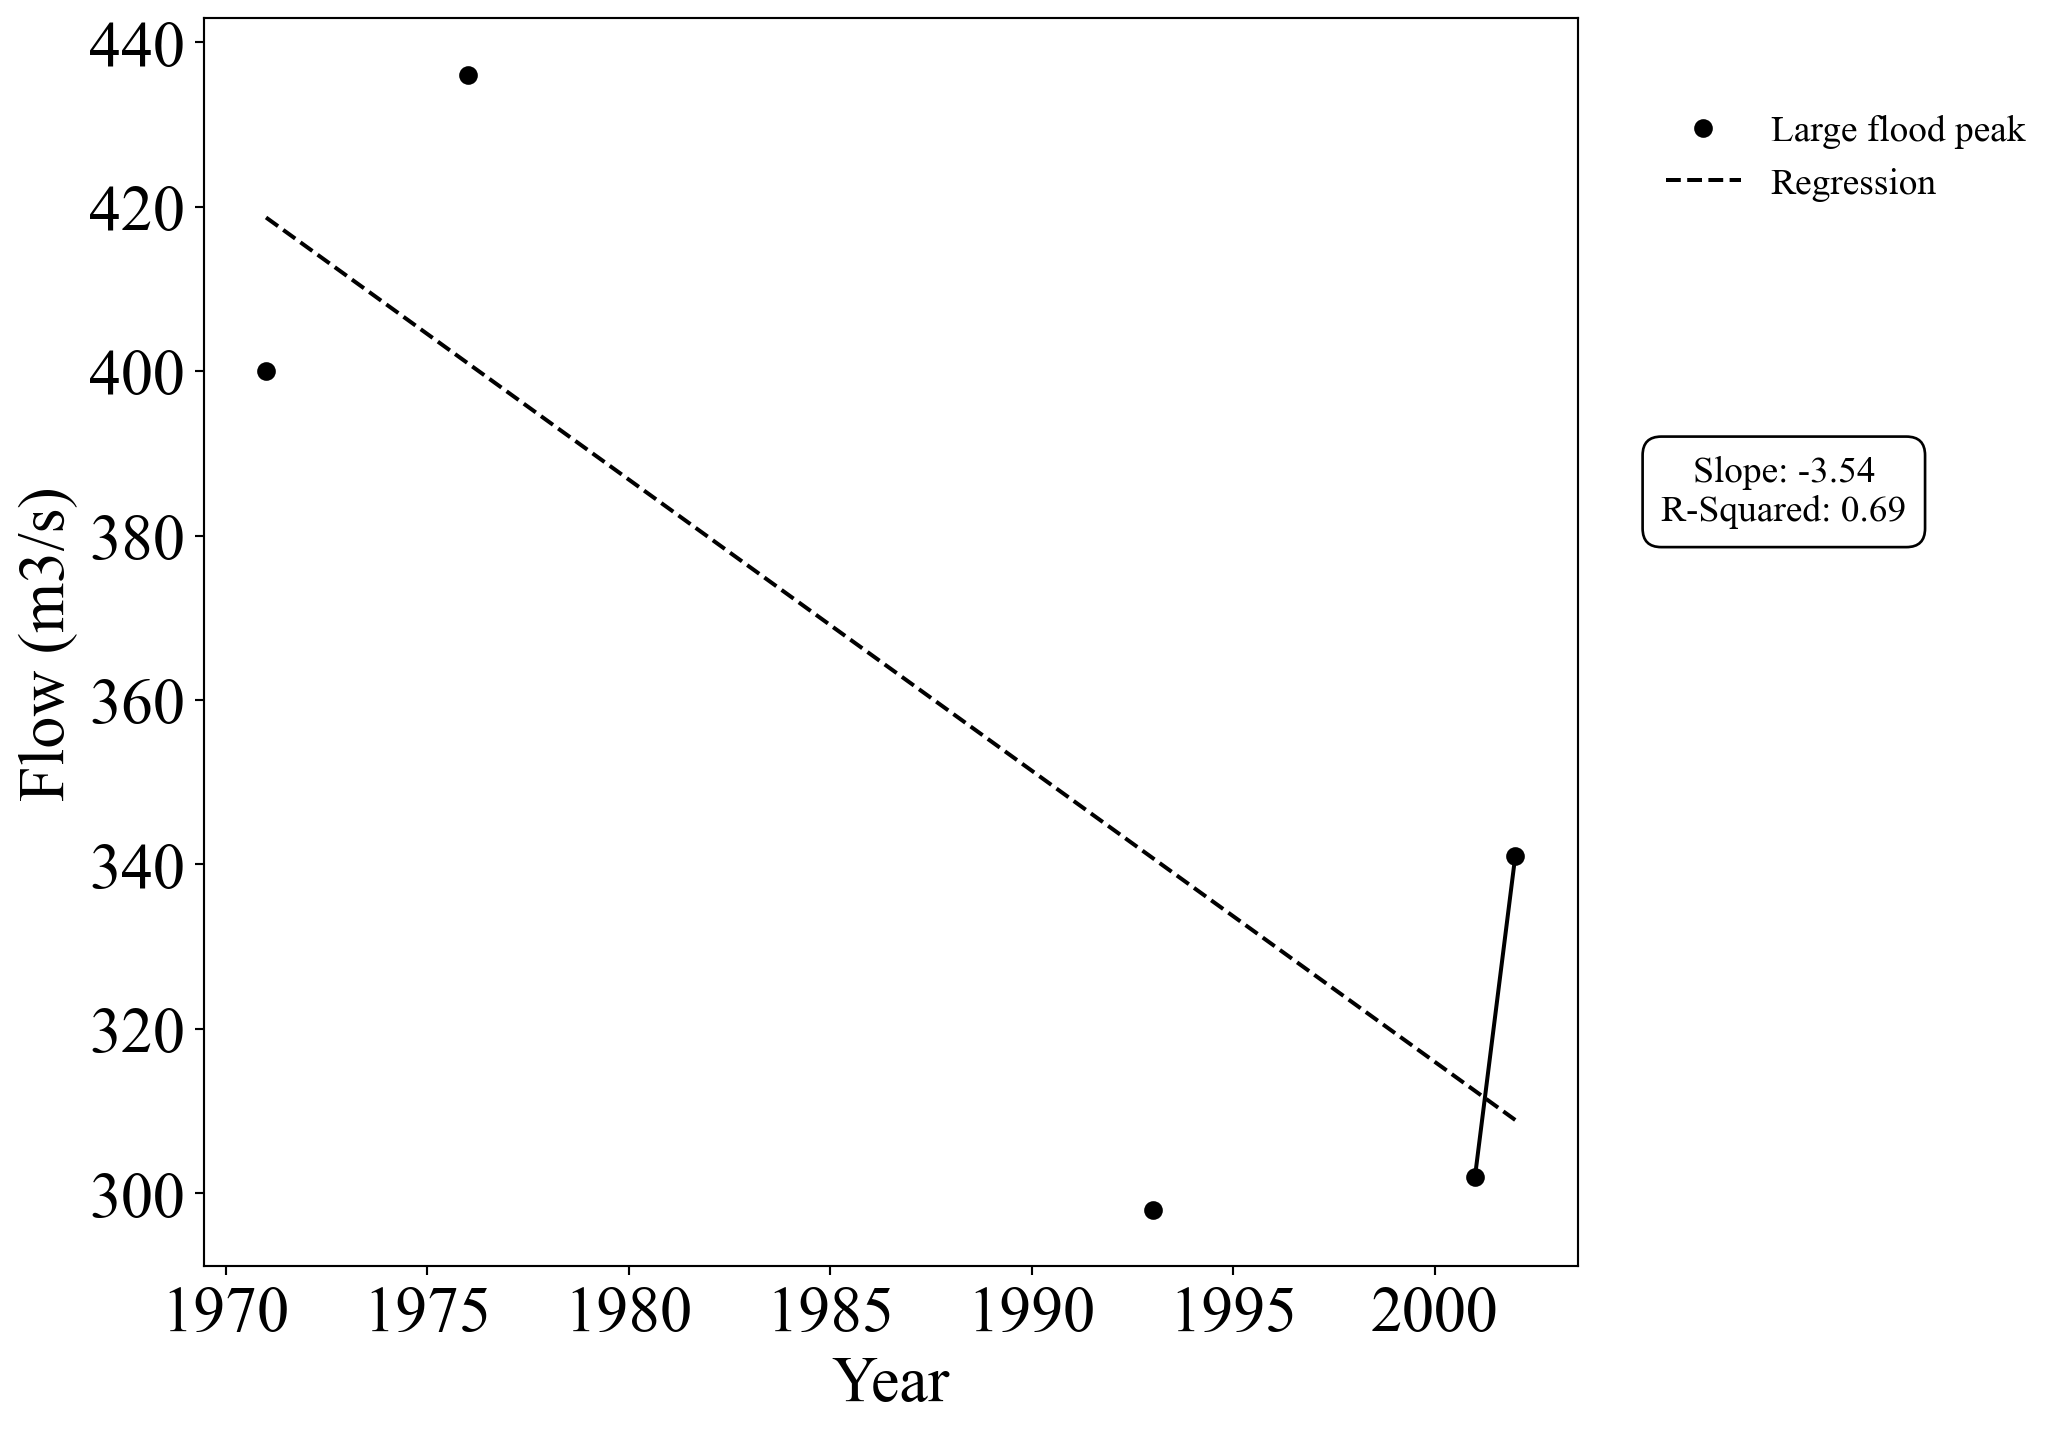 440
420
400
380
360
340
320
300
Flow (m3/s)
1970 1975 1980 1985 1990 1995 2000
Year
Large flood peak
Regression
Slope: -3.54
R-Squared: 0.69